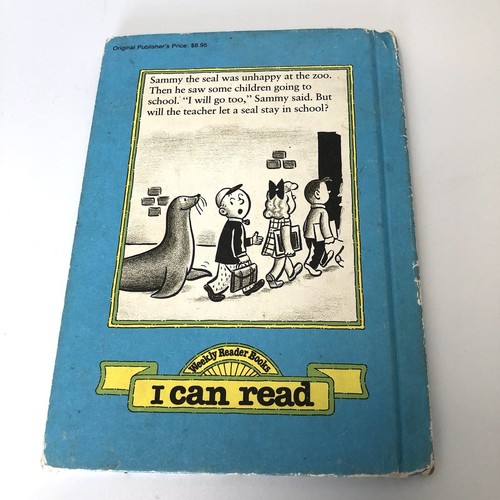 Original Publisher's Price: $8.95
Sammy the seal was unhappy at the zoo.
Then he saw some children going to
school. "I will go too," Sammy said. But
will the teacher let a seal stay in school?
Weekly Reader Books
I can read